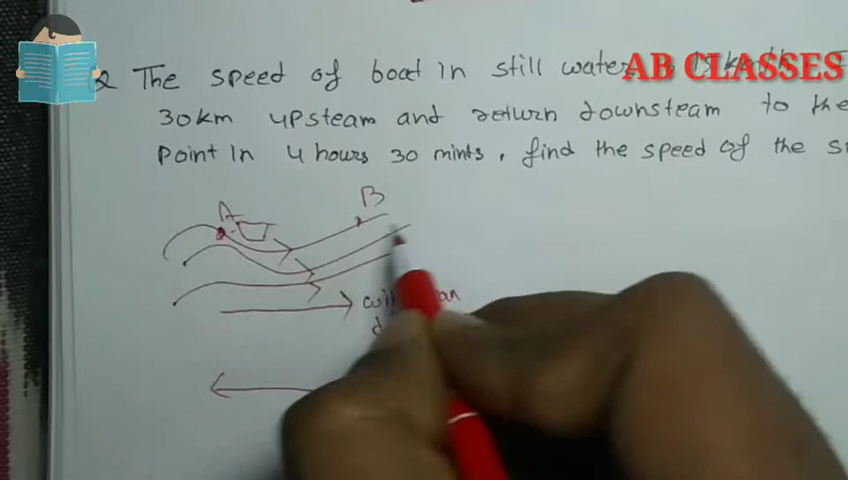 The speed of boat in still water AB CLASSES
30km upsteam and return downsteam to the
point in 4 hours 30 mints, find the speed of the
A
B